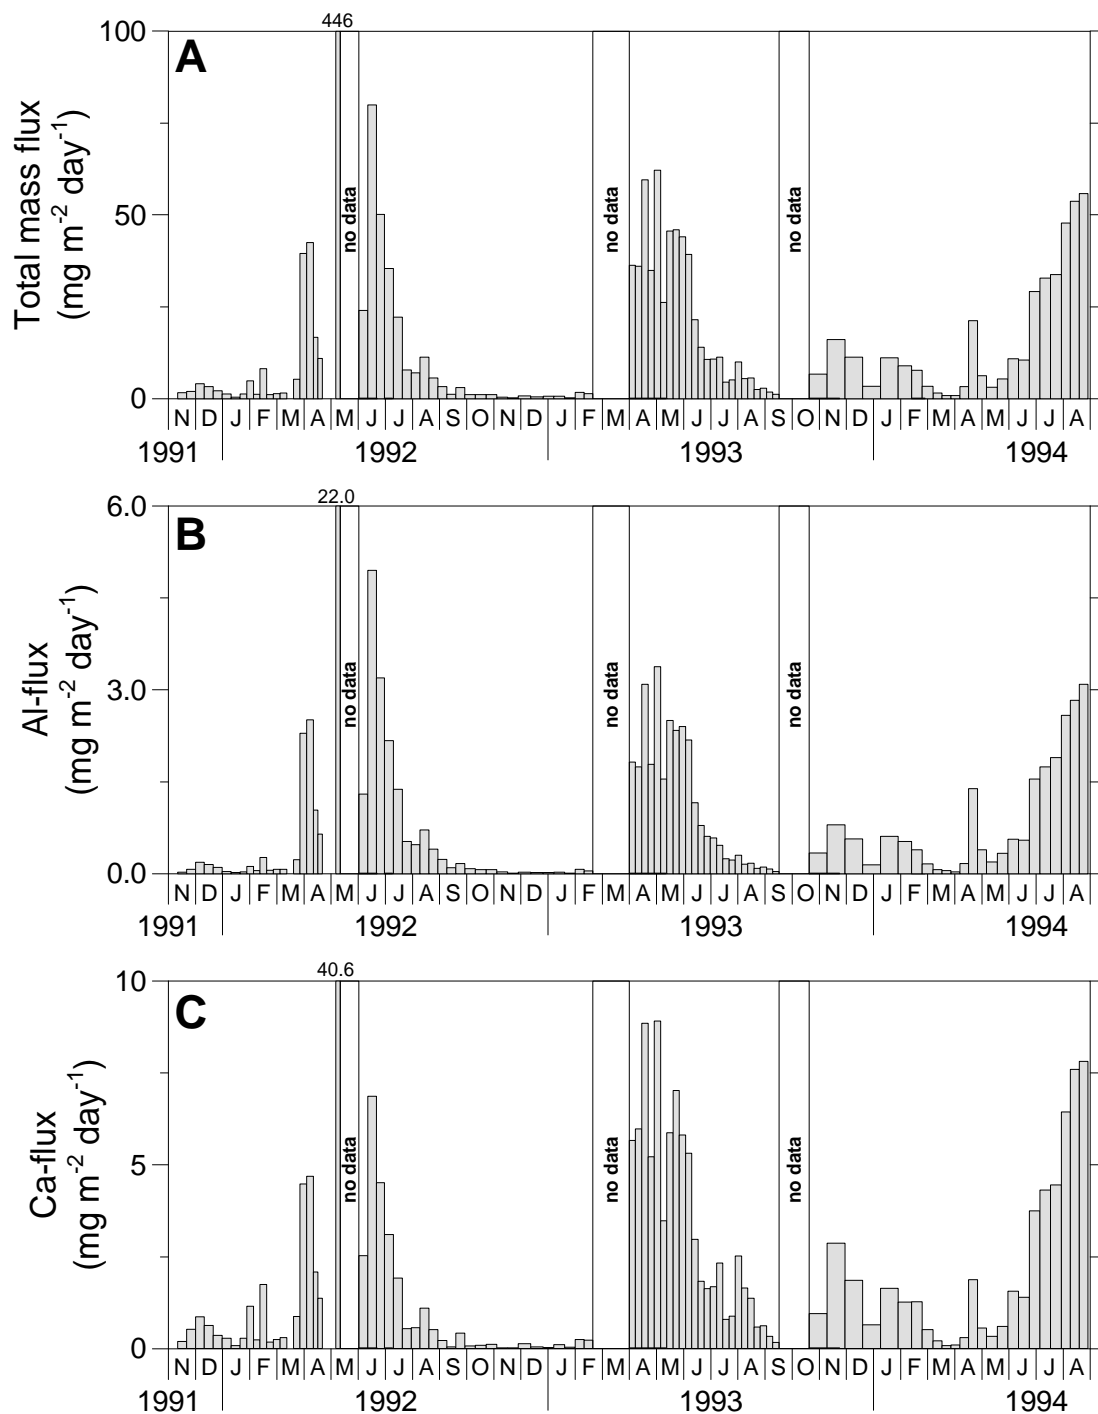 446
100
A
Total mass flux
(mg m⁻² day⁻¹)
50
no data
no data
no data
0
N D J F M A M J J A S O N D J F M A M J J A S O N D J F M A M J J A
1991 1992 1993 1994
22.0
6.0
B
Al-flux
(mg m⁻² day⁻¹)
3.0
no data
no data
no data
0.0
N D J F M A M J J A S O N D J F M A M J J A S O N D J F M A M J J A
1991 1992 1993 1994
40.6
10
C
Ca-flux
(mg m⁻² day⁻¹)
5
no data
no data
no data
0
N D J F M A M J J A S O N D J F M A M J J A S O N D J F M A M J J A
1991 1992 1993 1994